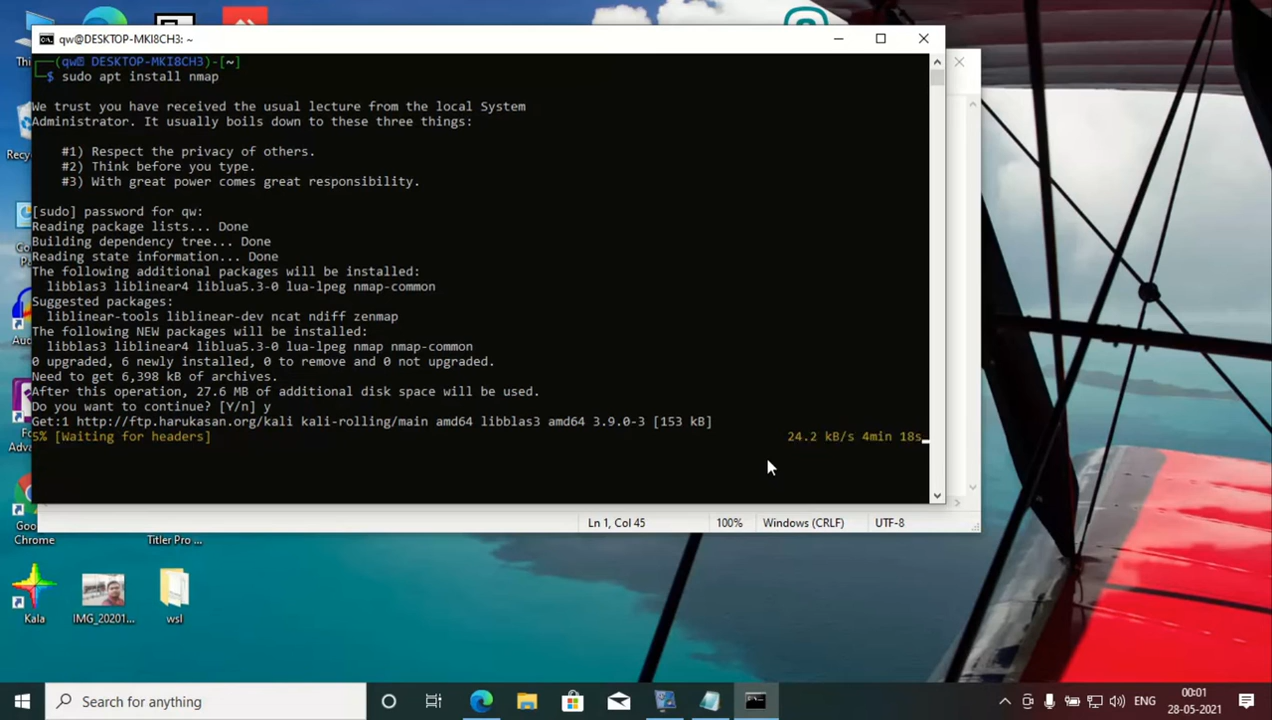 qw@DESKTOP-MKI8CH3: ~
(qw DESKTOP-MKI8CH3)-[~]
$ sudo apt install nmap
We trust you have received the usual lecture from the local System
Administrator. It usually boils down to these three things:
#1) Respect the privacy of others.
#2) Think before you type.
#3) With great power comes great responsibility.
[sudo] password for qw:
Reading package lists... Done
Building dependency tree... Done
Reading state information... Done
The following additional packages will be installed:
libblas3 liblinear4 liblua5.3-0 lua-lpeg nmap-common
Suggested packages:
liblinear-tools liblinear-dev ncat ndiff zenmap
The following NEW packages will be installed:
libblas3 liblinear4 liblua5.3-0 lua-lpeg nmap nmap-common
0 upgraded, 6 newly installed, 0 to remove and 0 not upgraded.
Need to get 6,398 kB of archives.
After this operation, 27.6 MB of additional disk space will be used.
Do you want to continue? [Y/n] y
Get:1 http://ftp.harukasan.org/kali kali-rolling/main amd64 libblas3 amd64 3.9.0-3 [153 kB]
5% [Waiting for headers] 24.2 kB/s 4min 18s
Ln 1, Col 45 100% Windows (CRLF) UTF-8
Thi
Recyc
Co
P
Aud
Fo
Adva
Goo
Chrome
Titler Pro ...
Kala
IMG_20201...
wsl
Search for anything
ENG
00:01
28-05-2021